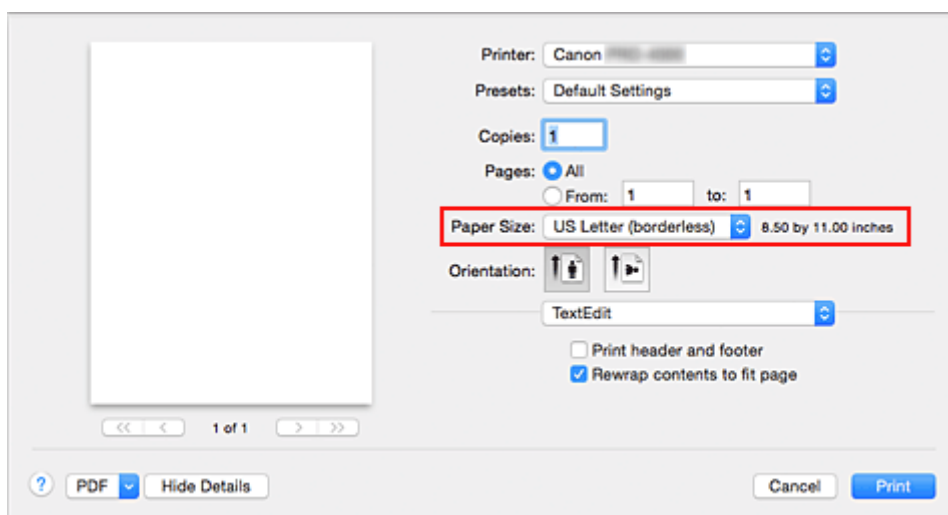 Printer: Canon
Presets: Default Settings
Copies: 1
Pages: All
From: 1 to: 1
Paper Size: US Letter (borderless) 8.50 by 11.00 inches
Orientation:
TextEdit
Print header and footer
Rewrap contents to fit page
<< < 1 of 1 > >>
? PDF Hide Details Cancel Print